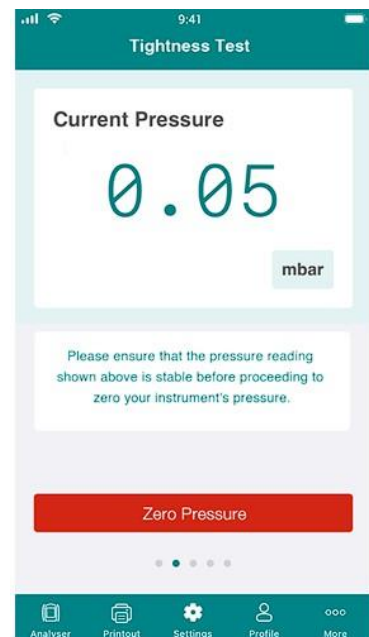 9:41
Tightness Test
Current Pressure
0.05
mbar
Please ensure that the pressure reading
shown above is stable before proceeding to
zero your instrument's pressure.
Zero Pressure
Analyser Printout Settings Profile More